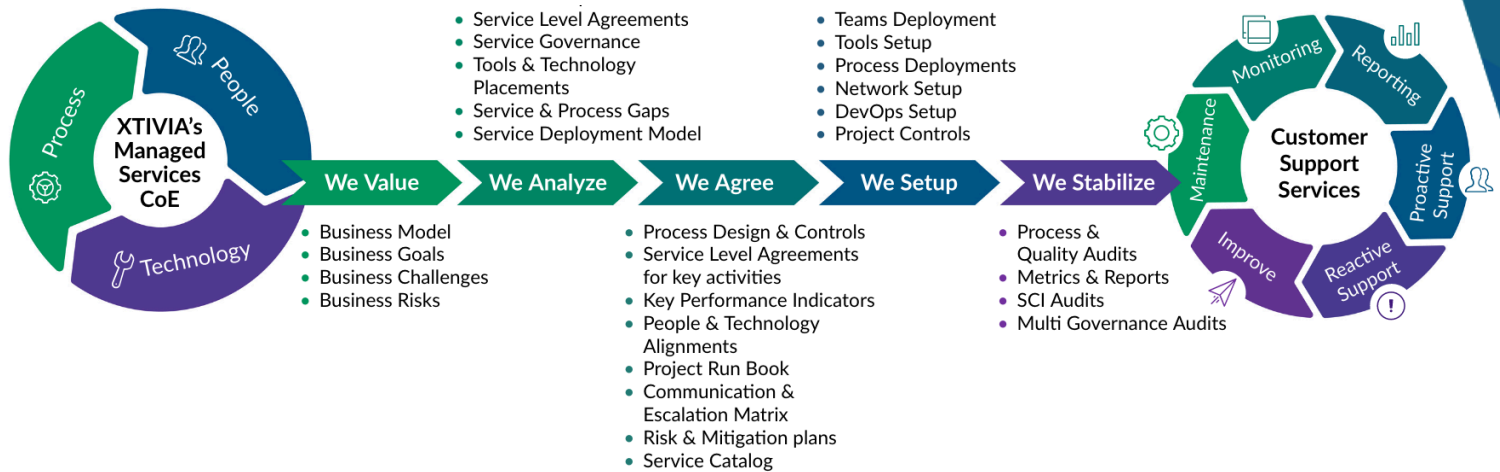 Process
People
Technology
XTIVIA's
Managed
Services
CoE
We Value
• Business Model
• Business Goals
• Business Challenges
• Business Risks
• Service Level Agreements
• Service Governance
• Tools & Technology
Placements
• Service & Process Gaps
• Service Deployment Model
We Analyze
We Agree
• Process Design & Controls
• Service Level Agreements
for key activities
• Key Performance Indicators
• People & Technology
Alignments
• Project Run Book
• Communication &
Escalation Matrix
• Risk & Mitigation plans
• Service Catalog
• Teams Deployment
• Tools Setup
• Process Deployments
• Network Setup
• DevOps Setup
• Project Controls
We Setup
We Stabilize
• Process &
Quality Audits
• Metrics & Reports
• SCI Audits
• Multi Governance Audits
Customer
Support
Services
Monitoring
Reporting
Proactive
Support
Reactive
Support
Improve
Maintenance